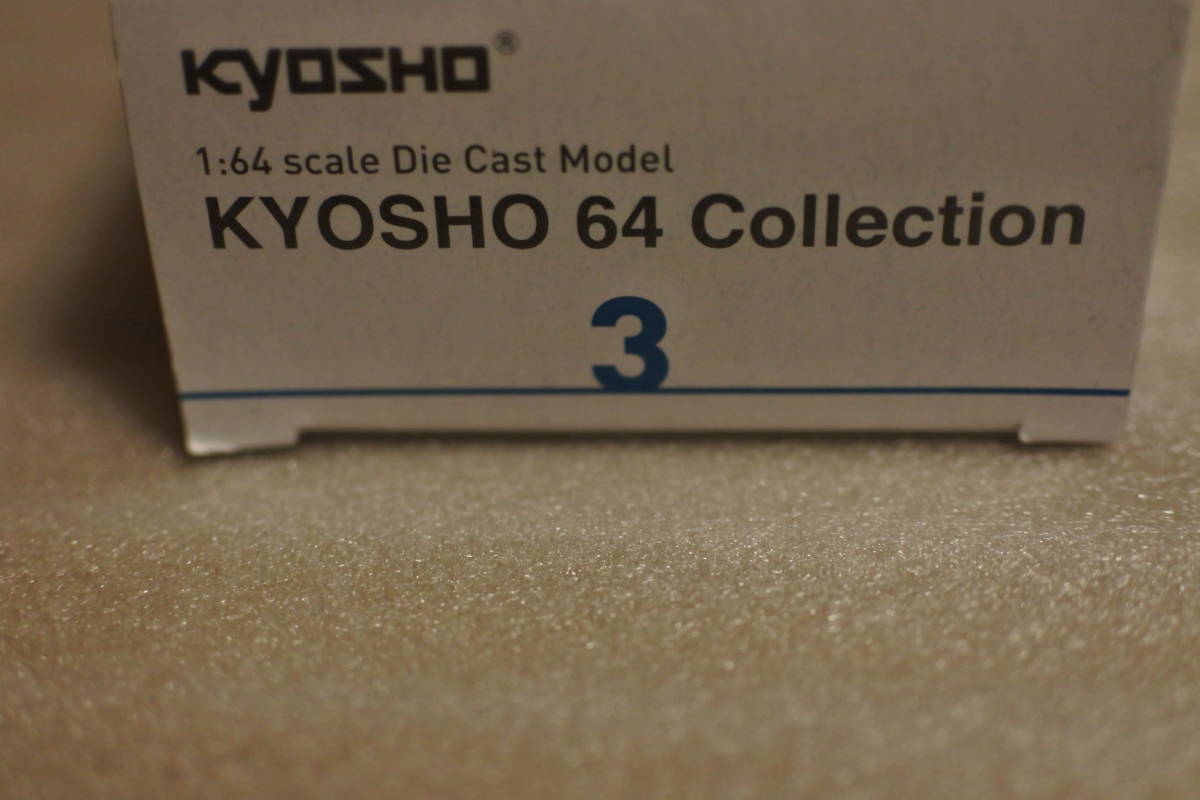 KYOSHO®
1:64 scale Die Cast Model
KYOSHO 64 Collection
3